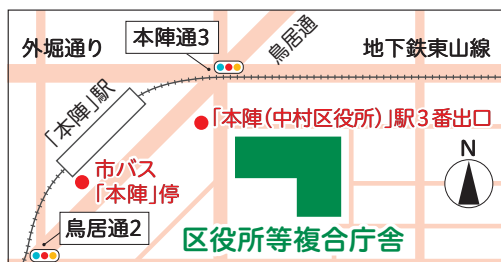 外堀通り
本陣通3
鳥居通
地下鉄東山線
「本陣」駅
「本陣(中村区役所)」駅3番出口
N
市バス
「本陣」停
鳥居通2
区役所等複合庁舎